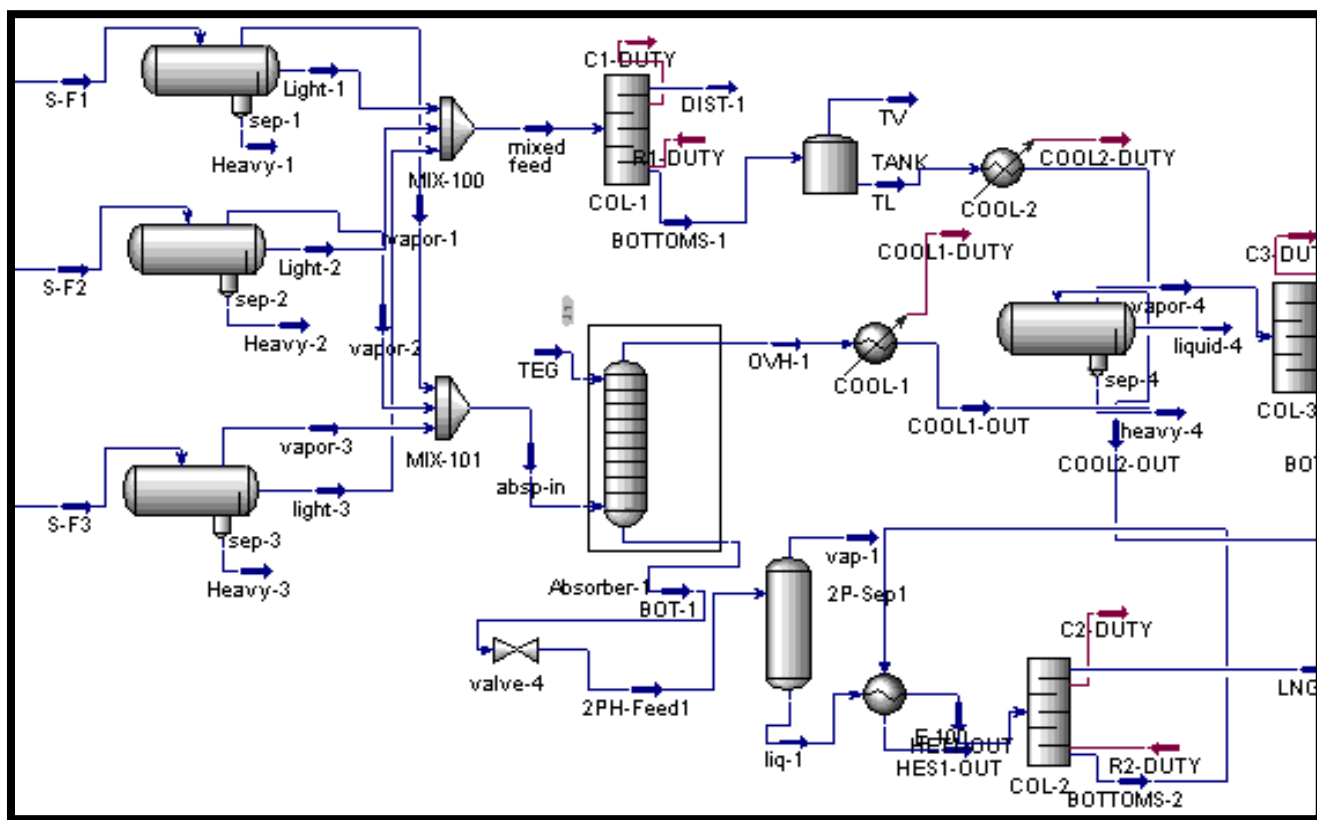 C1-DUTY
S-F1
Light-1
DIST-1
TV
sep-1
mixed
feed
R1-DUTY
TANK
COOL2-DUTY
Heavy-1
MIX-100
COL-1
TL
COOL-2
vapor-1
BOTTOMS-1
COOL1-DUTY
C3-DUT
S-F2
Light-2
sep-2
vapor-4
Heavy-2
vapor-2
TEG
OVH-1
COOL-1
liquid-4
sep-4
COL-3
vapor-3
MIX-101
COOL1-OUT
heavy-4
COOL2-OUT
BOT
absp-in
S-F3
light-3
sep-3
Heavy-3
Absorber-1
BOT-1
vap-1
2P-Sep1
C2-DUTY
valve-4
2PH-Feed1
LNG
liq-1
E-100
HES1-OUT
COL-2
R2-DUTY
BOTTOMS-2